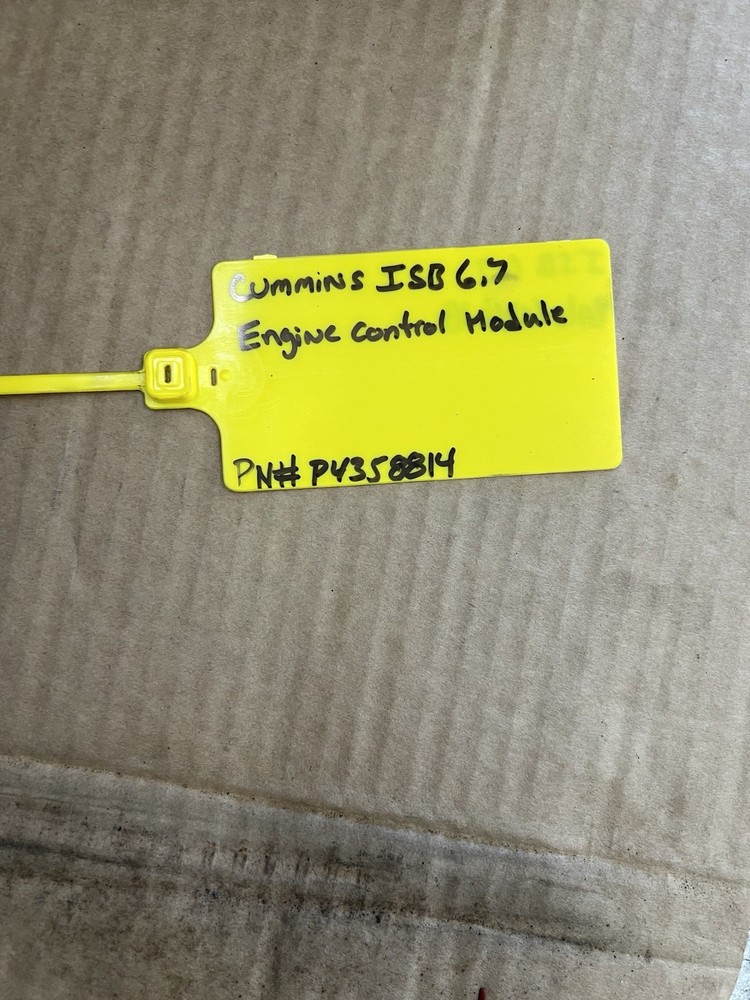 Cummins ISB 6.7
Engine Control Module
PN# P4358814